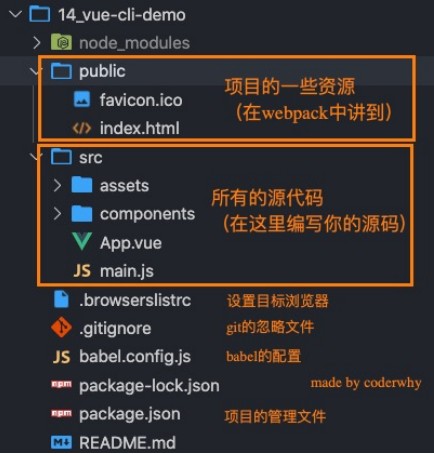 14_vue-cli-demo
node_modules
public
项目的一些资源
favicon.ico
（在webpack中讲到）
index.html
src
assets
所有的源代码
components
（在这里编写你的源码）
App.vue
JS main.js
.browserslistrc 设置目标浏览器
.gitignore git的忽略文件
JS babel.config.js babel的配置
npm package-lock.json made by coderwhy
npm package.json 项目的管理文件
README.md